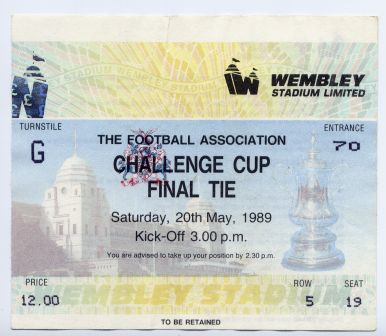 WEMBLEY
STADIUM LIMITED
TURNSTILE
ENTRANCE
G
70
THE FOOTBALL ASSOCIATION
CHALLENGE CUP
FINAL TIE
Saturday, 20th May, 1989
Kick-Off 3.00 p.m.
You are advised to take up your position by 2.30 p.m.
PRICE
ROW
SEAT
12.00
5
19
WEMBLEY STADIUM
TO BE RETAINED